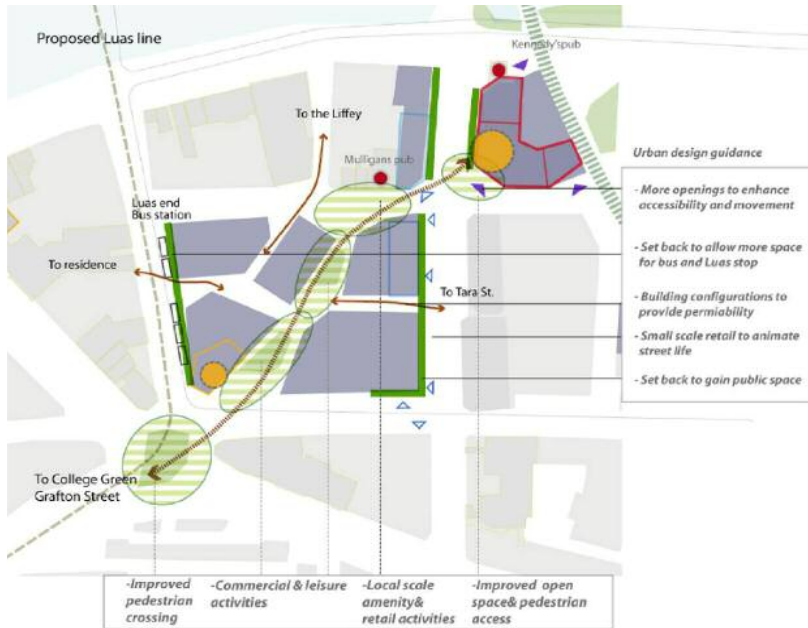 Proposed Luas line
Kennedy'spub
To the Liffey
Mulligans pub
Urban design guidance
- More openings to enhance
accessibility and movement
Luas end
Bus station
- Set back to allow more space
for bus and Luas stop
To residence
To Tara St.
- Building configurations to
provide permiability
- Small scale retail to animate
street life
- Set back to gain public space
To College Green
Grafton Street
-Improved
pedestrian
crossing
-Commercial & leisure
activities
-Local scale
amenity&
retail activities
-Improved open
space& pedestrian
access